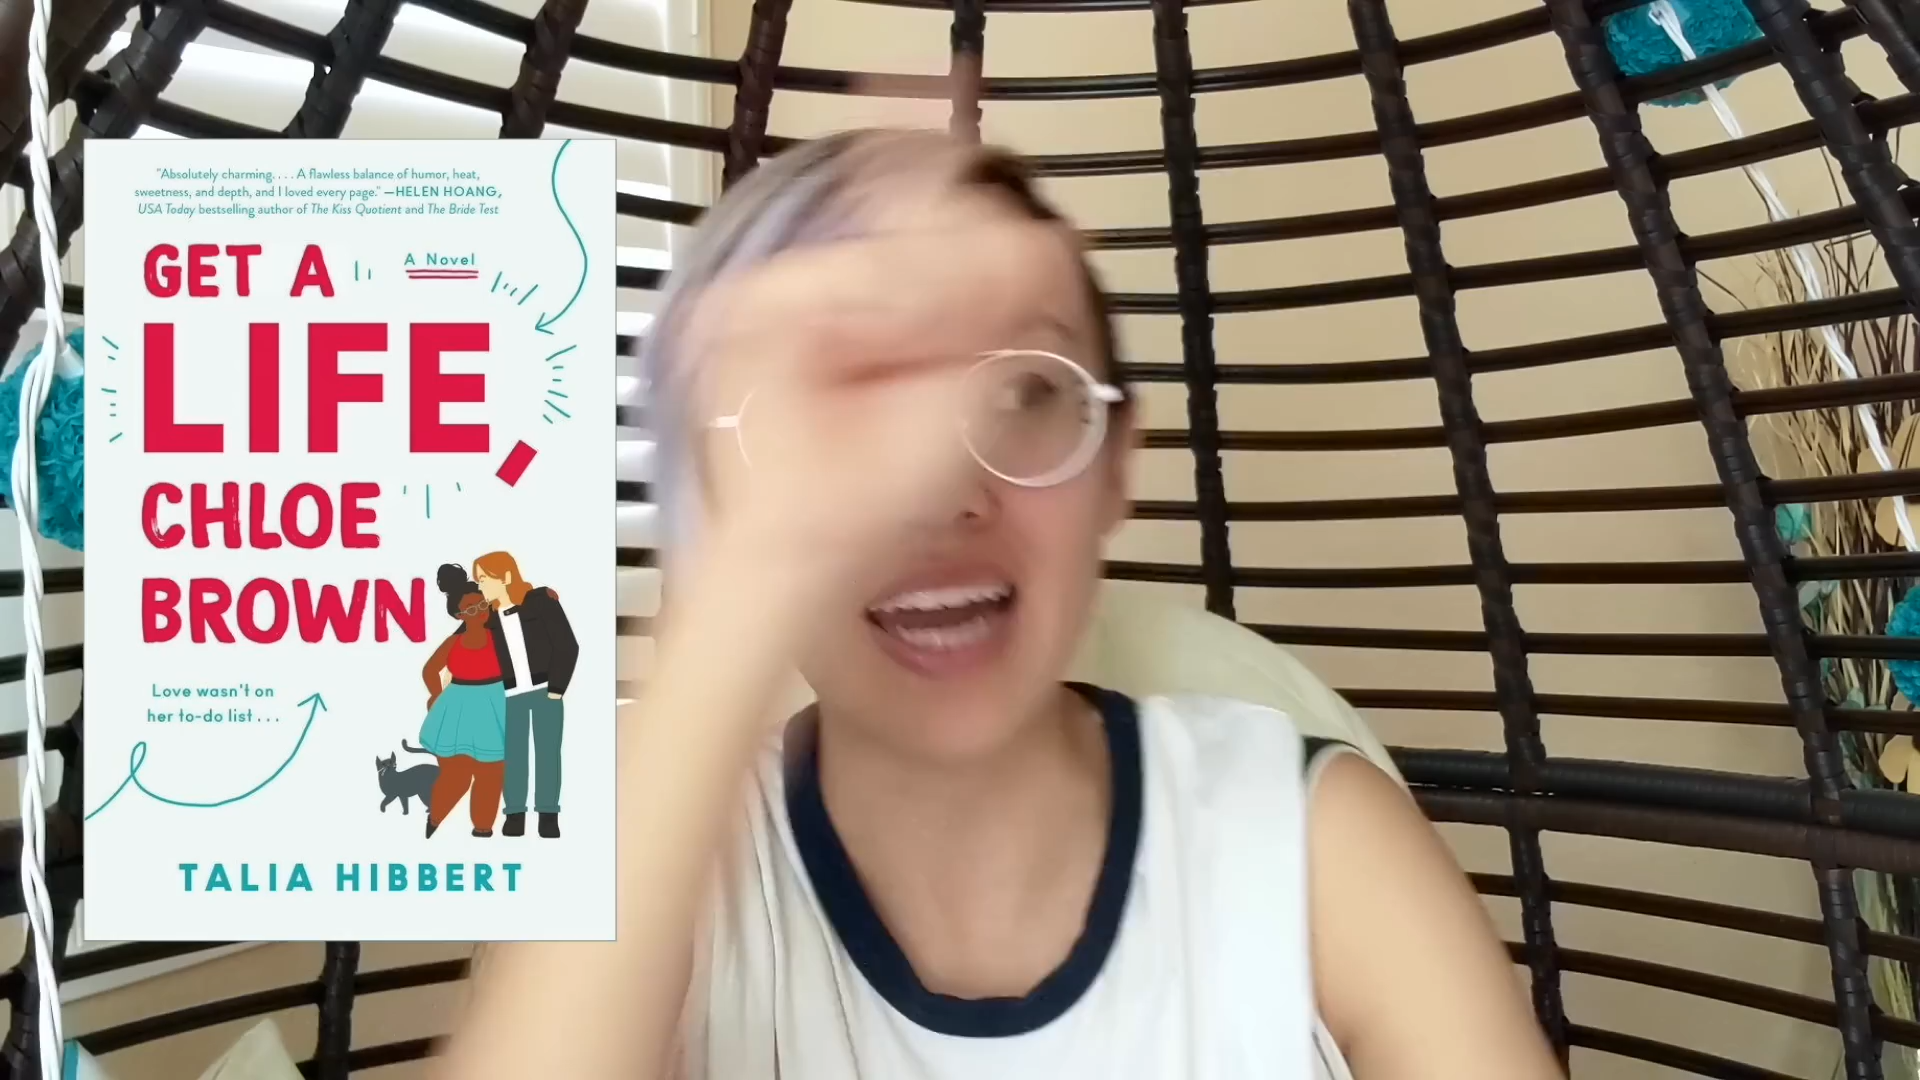 "Absolutely charming. . . . A flawless balance of humor, heat,
sweetness, and depth, and I loved every page." —HELEN HOANG,
USA Today bestselling author of The Kiss Quotient and The Bride Test
GET A
A Novel
LIFE,
CHLOE
BROWN
Love wasn't on
her to-do list . . .
TALIA HIBBERT